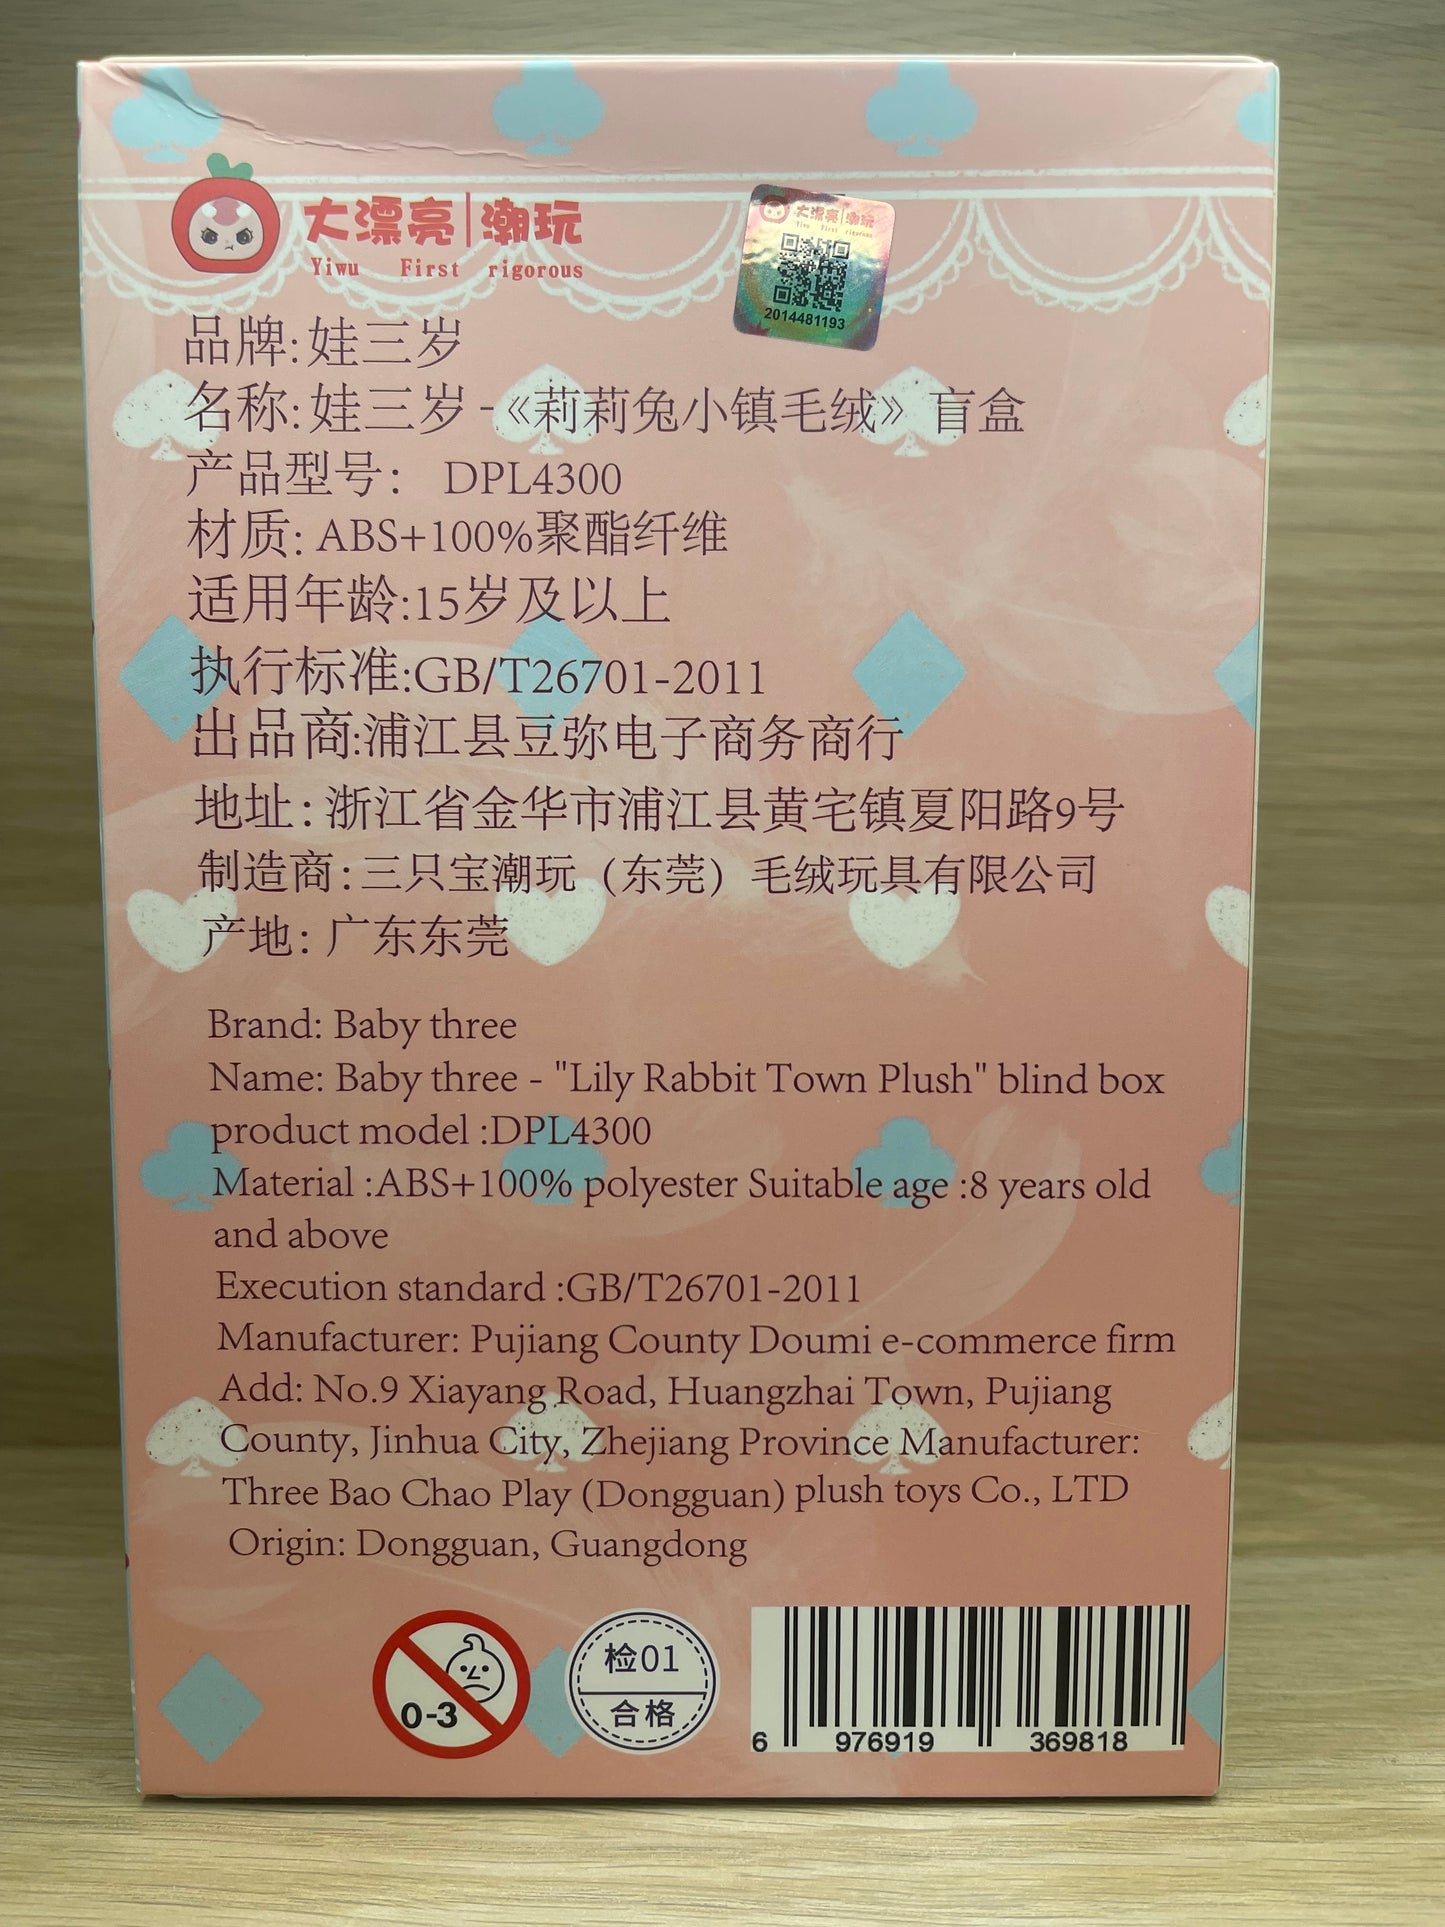 大漂亮|潮玩
Yiwu First rigorous
大漂亮|潮玩
Yiwu First rigorous
2014481193
品牌:娃三岁
名称:娃三岁-《莉莉兔小镇毛绒》盲盒
产品型号: DPL4300
材质:ABS+100%聚酯纤维
适用年龄:15岁及以上
执行标准:GB/T26701-2011
出品商:浦江县豆弥电子商务商行
地址:浙江省金华市浦江县黄宅镇夏阳路9号
制造商:三只宝潮玩（东莞）毛绒玩具有限公司
产地:广东东莞
Brand: Baby three
Name: Baby three - "Lily Rabbit Town Plush" blind box
product model :DPL4300
Material :ABS+100% polyester Suitable age :8 years old
and above
Execution standard :GB/T26701-2011
Manufacturer: Pujiang County Doumi e-commerce firm
Add: No.9 Xiayang Road, Huangzhai Town, Pujiang
County, Jinhua City, Zhejiang Province Manufacturer:
Three Bao Chao Play (Dongguan) plush toys Co., LTD
Origin: Dongguan, Guangdong
0-3
检01
合格
6 976919 369818